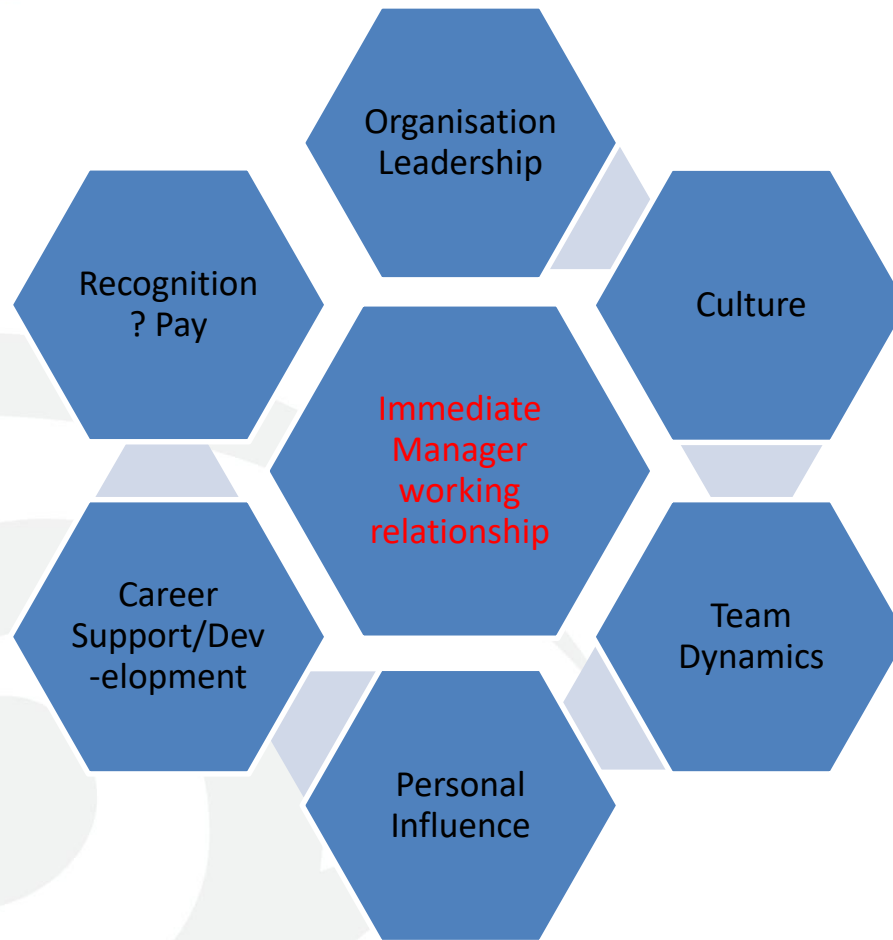 Organisation
Leadership
Recognition
? Pay
Culture
Immediate
Manager
working
relationship
Career
Support/Dev
-elopment
Team
Dynamics
Personal
Influence